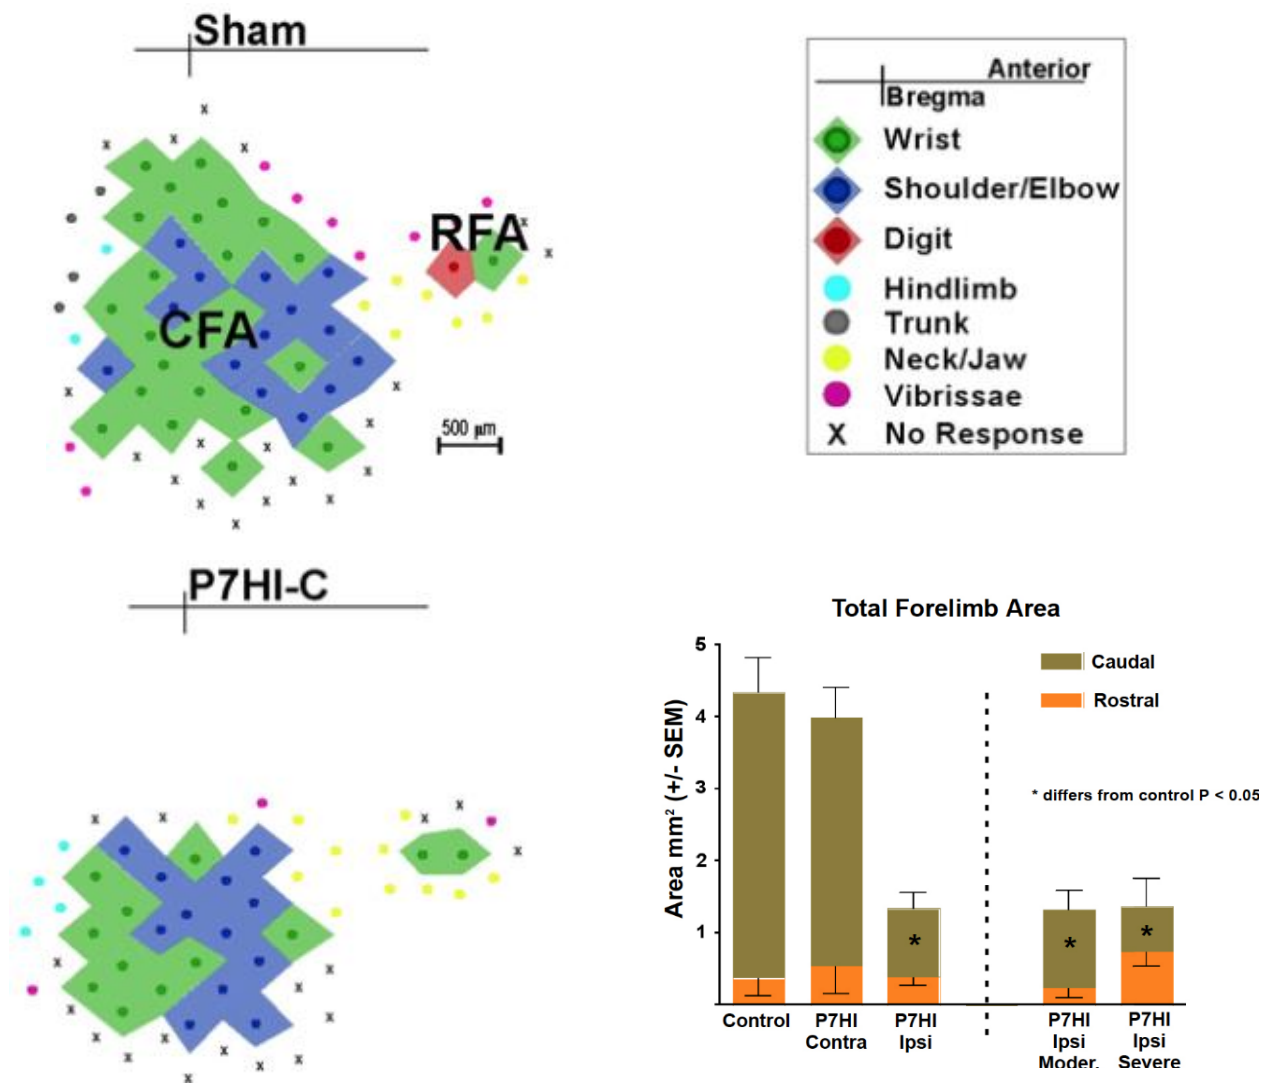 Sham
RFA
x
CFA
500 µm
Anterior
Bregma
Wrist
Shoulder/Elbow
Digit
Hindlimb
Trunk
Neck/Jaw
Vibrissae
X No Response
P7HI-C
Total Forelimb Area
5
4
3
2
1
Area mm² (+/- SEM)
Caudal
Rostral
* differs from control P < 0.05
* * *
Control
P7HI
Contra
P7HI
Ipsi
P7HI
Ipsi
Moder.
P7HI
Ipsi
Severe